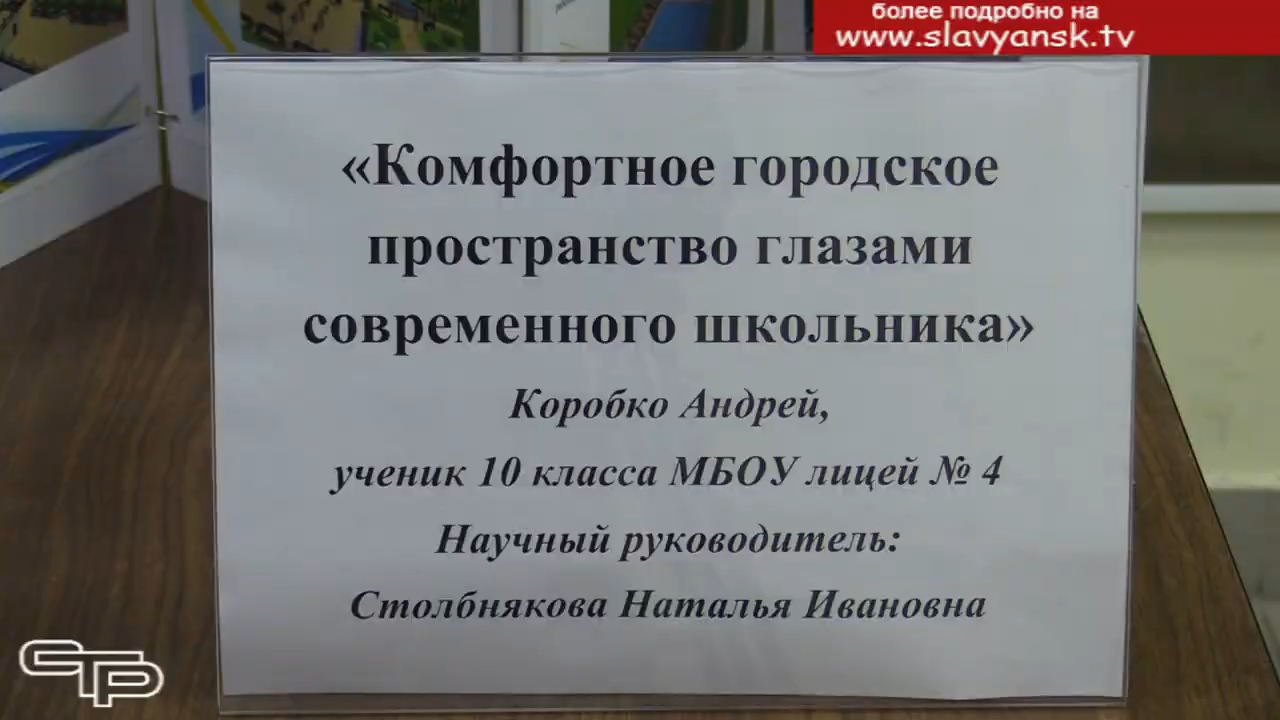 более подробно на
www.slavyansk.tv
«Комфортное городское
пространство глазами
современного школьника»
Коробко Андрей,
ученик 10 класса МБОУ лицей № 4
Научный руководитель:
Столбнякова Наталья Ивановна
СТР